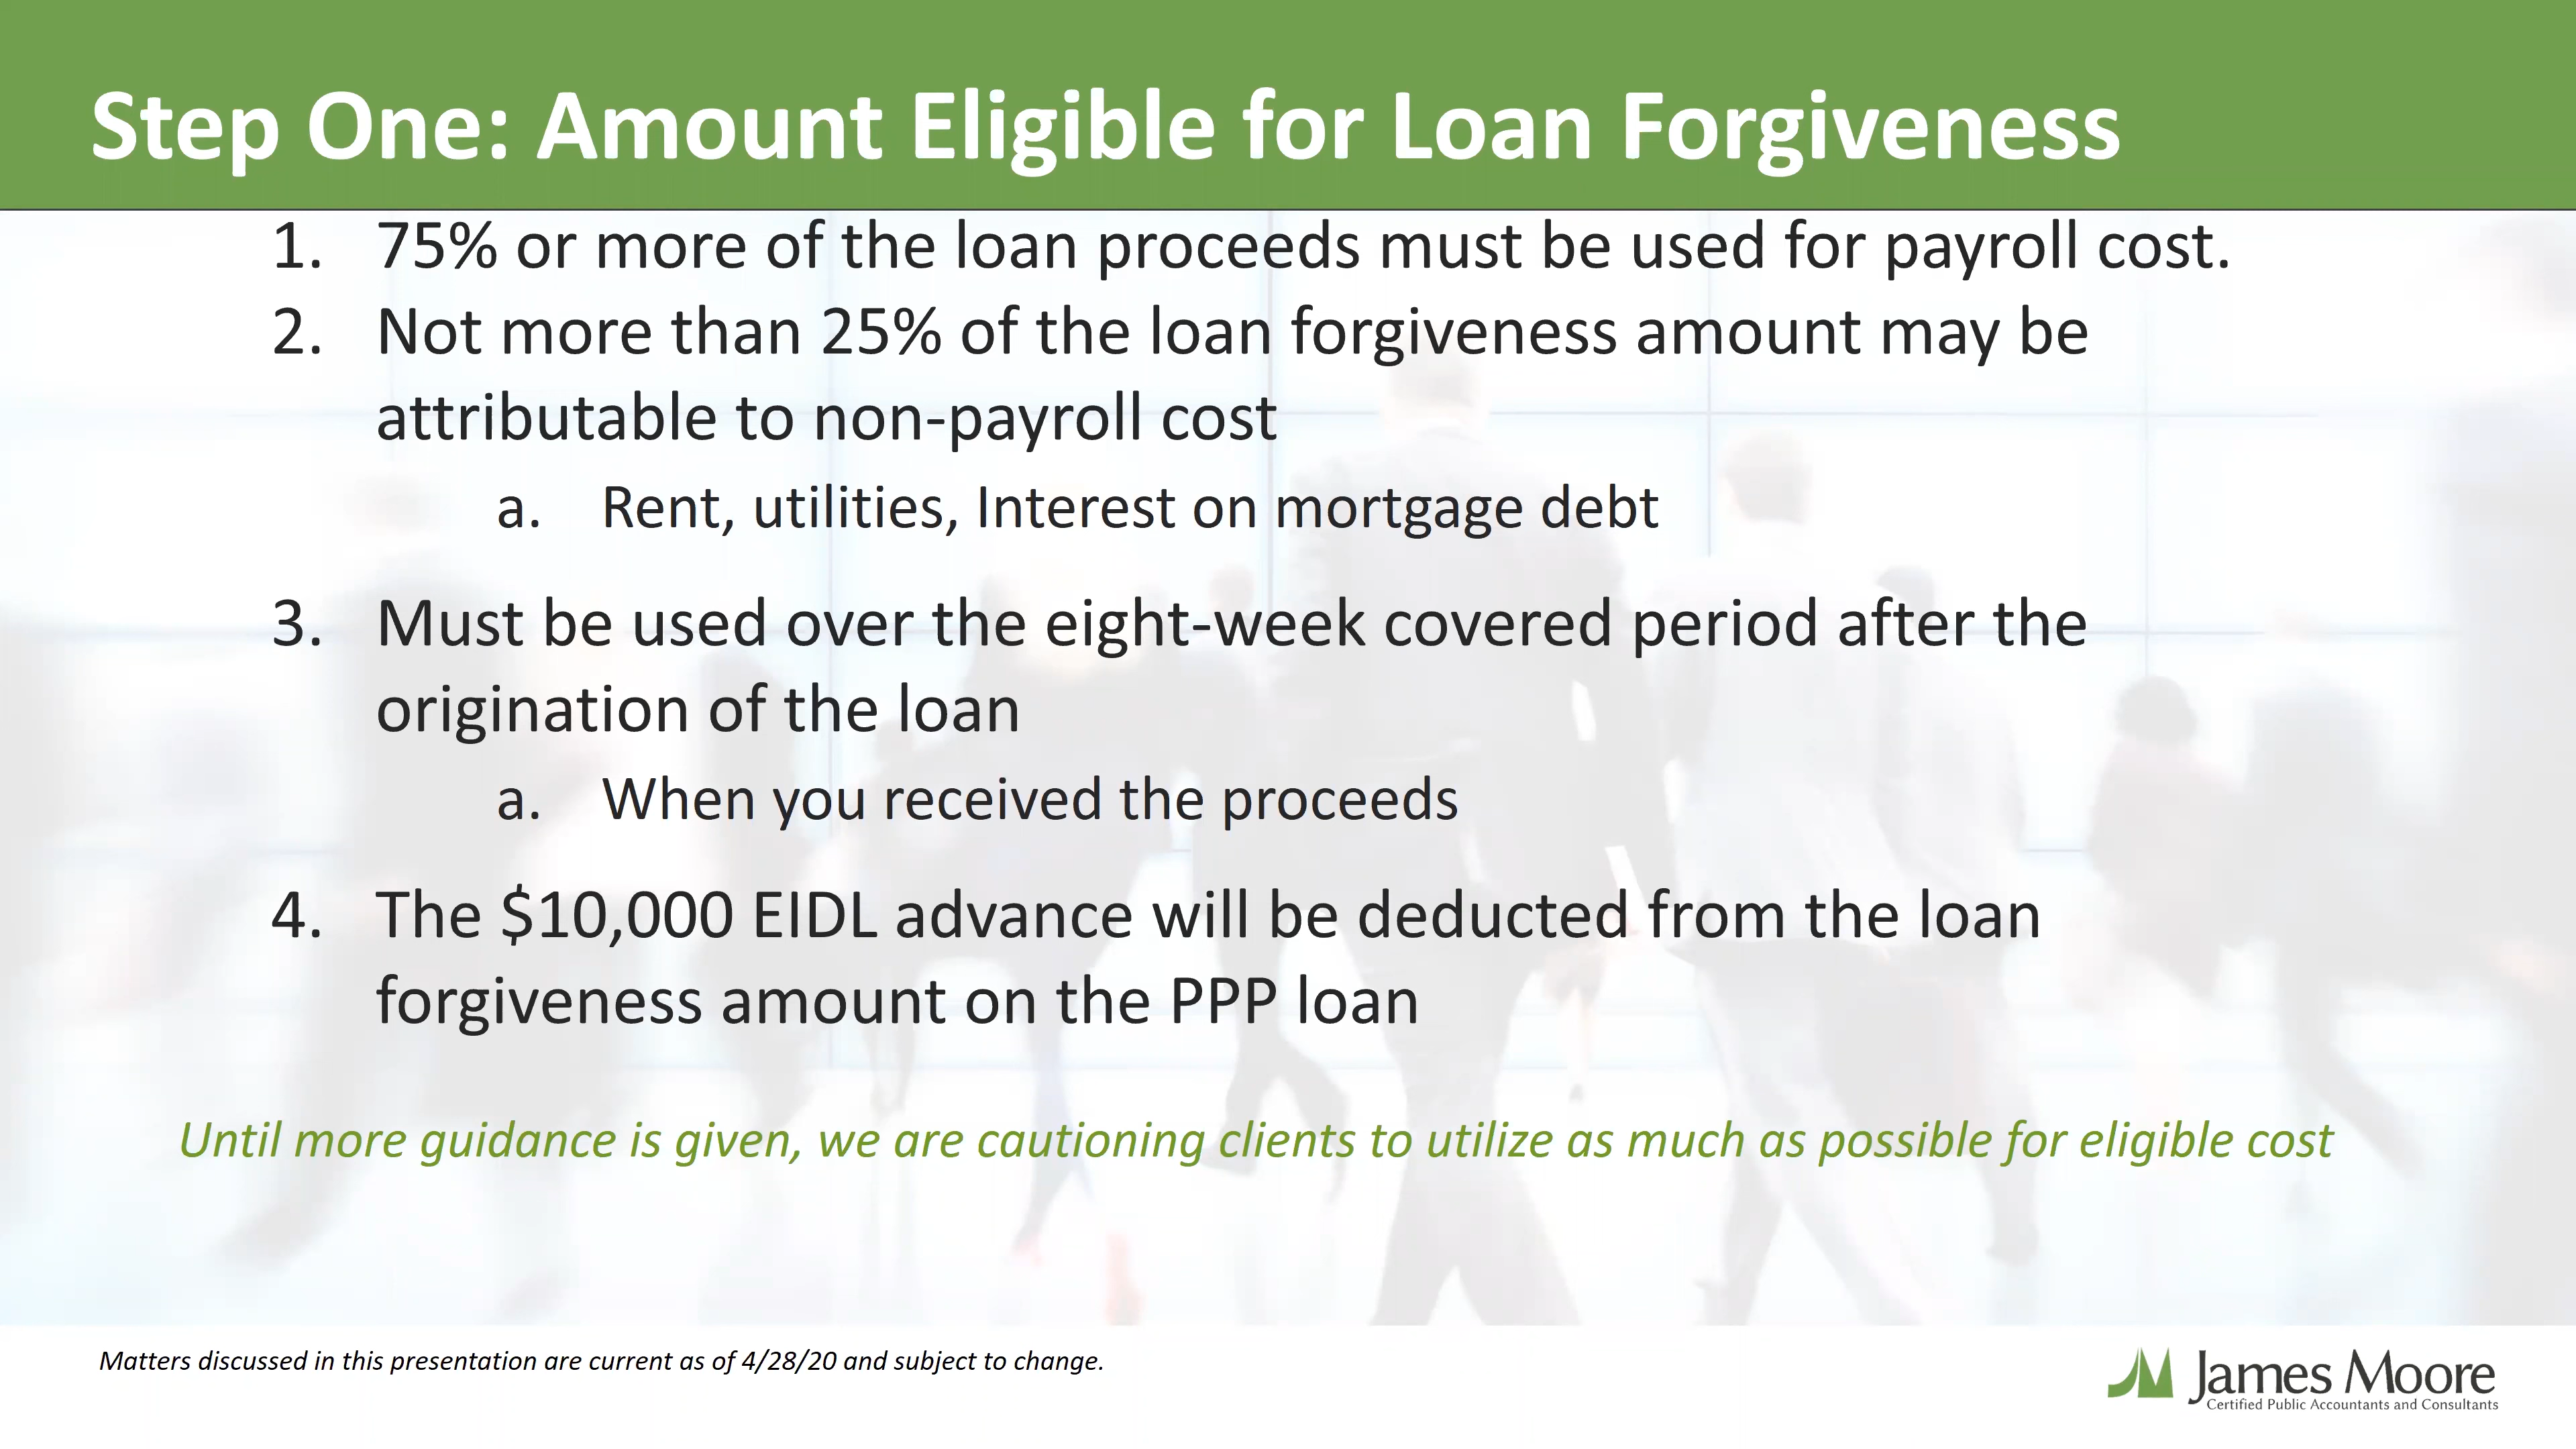 Step One: Amount Eligible for Loan Forgiveness
1. 75% or more of the loan proceeds must be used for payroll cost.
2. Not more than 25% of the loan forgiveness amount may be
attributable to non-payroll cost
a. Rent, utilities, Interest on mortgage debt
3. Must be used over the eight-week covered period after the
origination of the loan
a. When you received the proceeds
4. The $10,000 EIDL advance will be deducted from the loan
forgiveness amount on the PPP loan
Until more guidance is given, we are cautioning clients to utilize as much as possible for eligible cost
Matters discussed in this presentation are current as of 4/28/20 and subject to change.
James Moore
Certified Public Accountants and Consultants